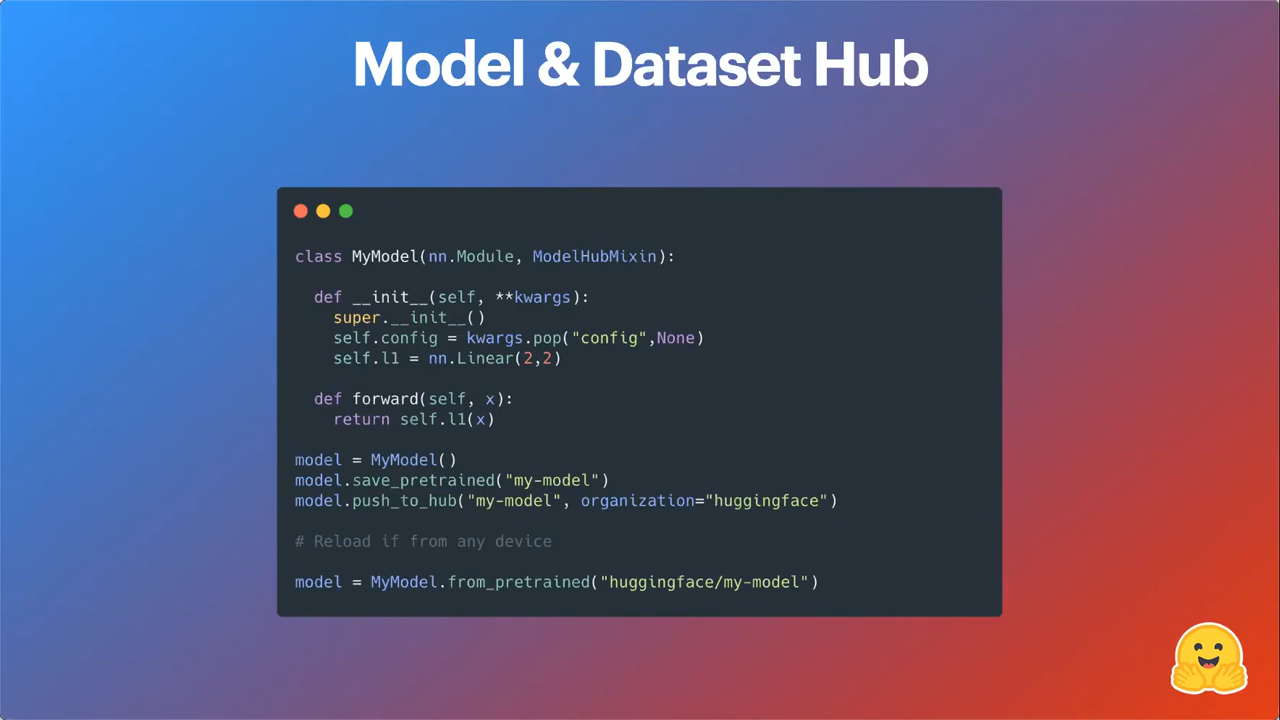 Model & Dataset Hub
class MyModel(nn.Module, ModelHubMixin):
def __init__(self, **kwargs):
super.__init__()
self.config = kwargs.pop("config",None)
self.l1 = nn.Linear(2,2)
def forward(self, x):
return self.l1(x)
model = MyModel()
model.save_pretrained("my-model")
model.push_to_hub("my-model", organization="huggingface")
# Reload if from any device
model = MyModel.from_pretrained("huggingface/my-model")